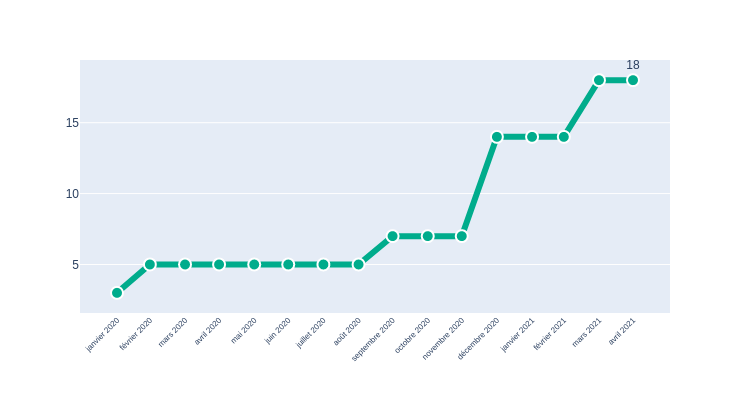 18
15
10
5
janvier 2020
février 2020
mars 2020
avril 2020
mai 2020
juin 2020
juillet 2020
août 2020
septembre 2020
octobre 2020
novembre 2020
décembre 2020
janvier 2021
février 2021
mars 2021
avril 2021